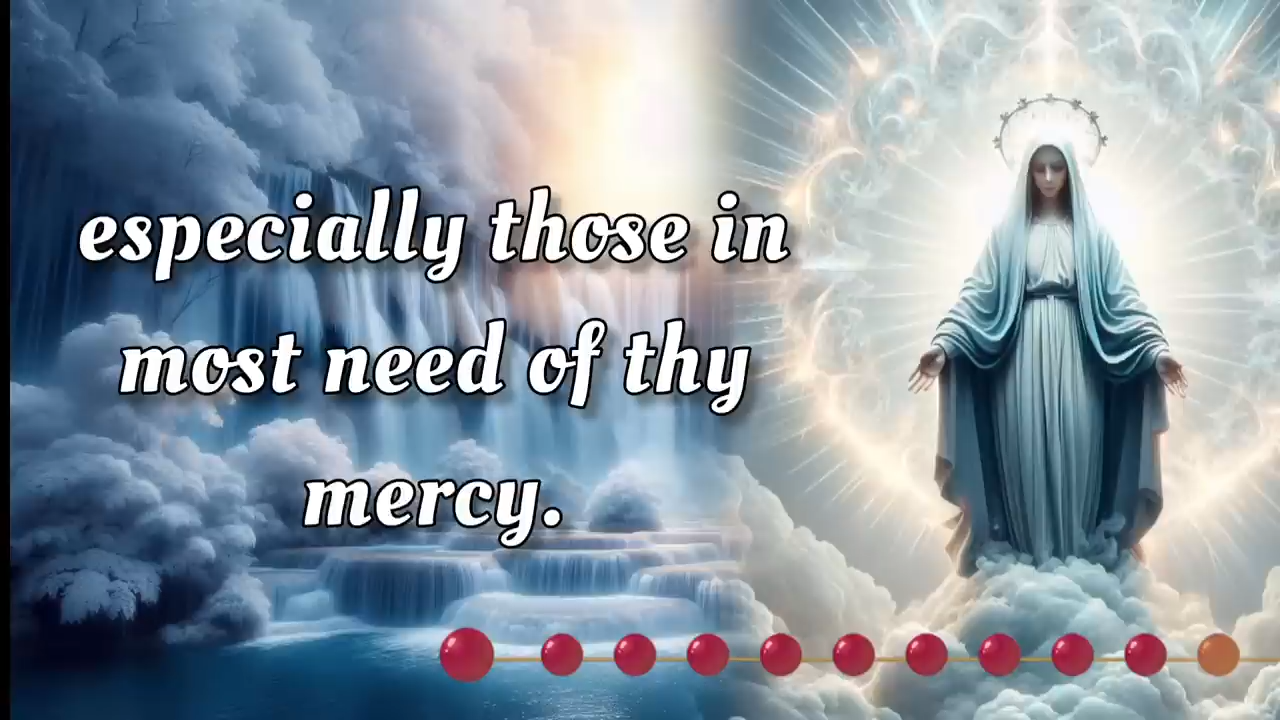 especially those in
most need of thy
mercy.